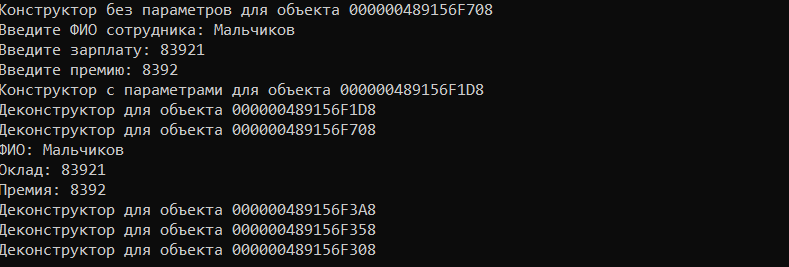 Конструктор без параметров для объекта 000000489156F708
Введите ФИО сотрудника: Мальчиков
Введите зарплату: 83921
Введите премию: 8392
Конструктор с параметрами для объекта 000000489156F1D8
Деконструктор для объекта 000000489156F1D8
Деконструктор для объекта 000000489156F708
ФИО: Мальчиков
Оклад: 83921
Премия: 8392
Деконструктор для объекта 000000489156F3A8
Деконструктор для объекта 000000489156F358
Деконструктор для объекта 000000489156F308